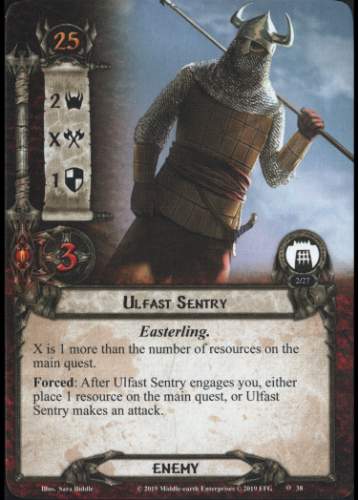 25
2
X
1
3
2/27
ULFAST SENTRY
Easterling.
X is 1 more than the number of resources on the
main quest.
Forced: After Ulfast Sentry engages you, either
place 1 resource on the main quest, or Ulfast
Sentry makes an attack.
Illus. Sara Biddle
ENEMY
© 2019 Middle-earth Enterprises © 2019 FFG
38